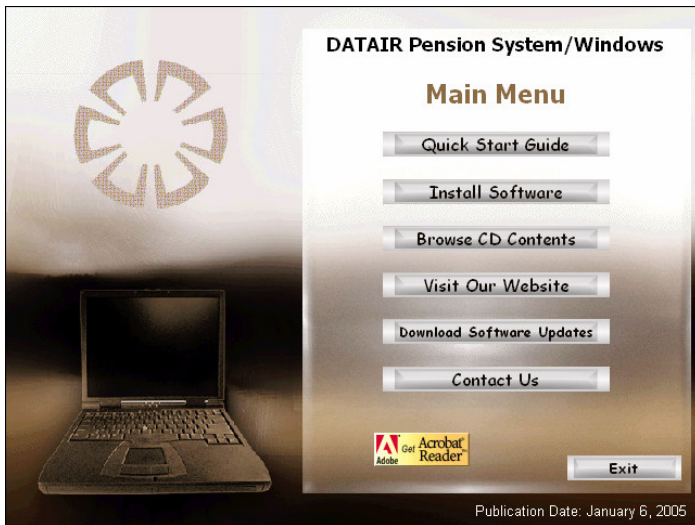 DATAIR Pension System/Windows
Main Menu
Quick Start Guide
Install Software
Browse CD Contents
Visit Our Website
Download Software Updates
Contact Us
Adobe
Get Acrobat
Reader
Exit
Publication Date: January 6, 2005